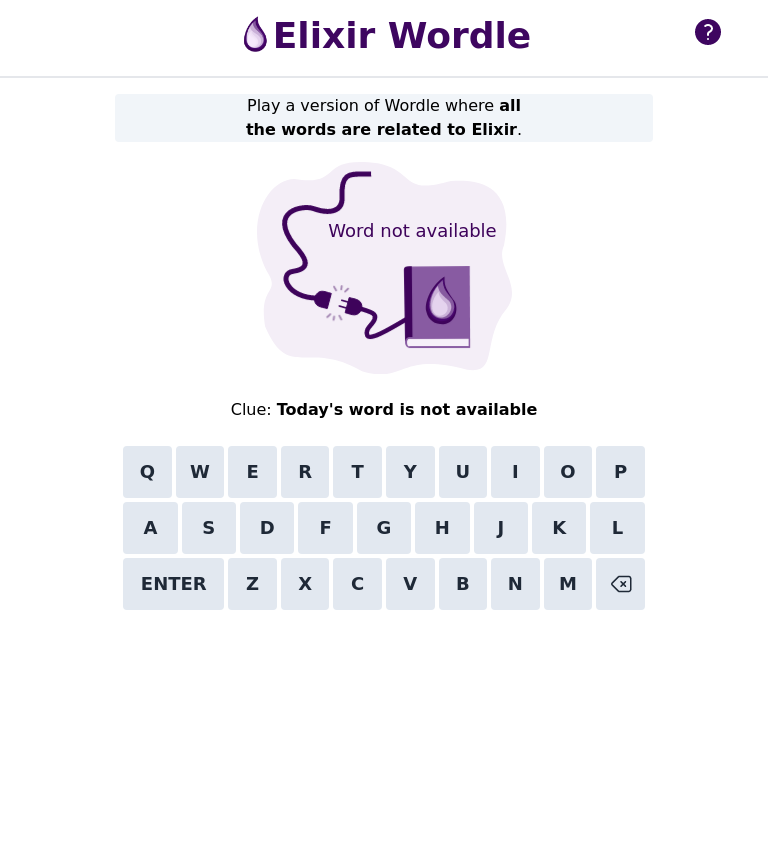 Elixir Wordle
?
Play a version of Wordle where all
the words are related to Elixir.
Word not available
Clue: Today's word is not available
Q W E R T Y U I O P
A S D F G H J K L
ENTER Z X C V B N M